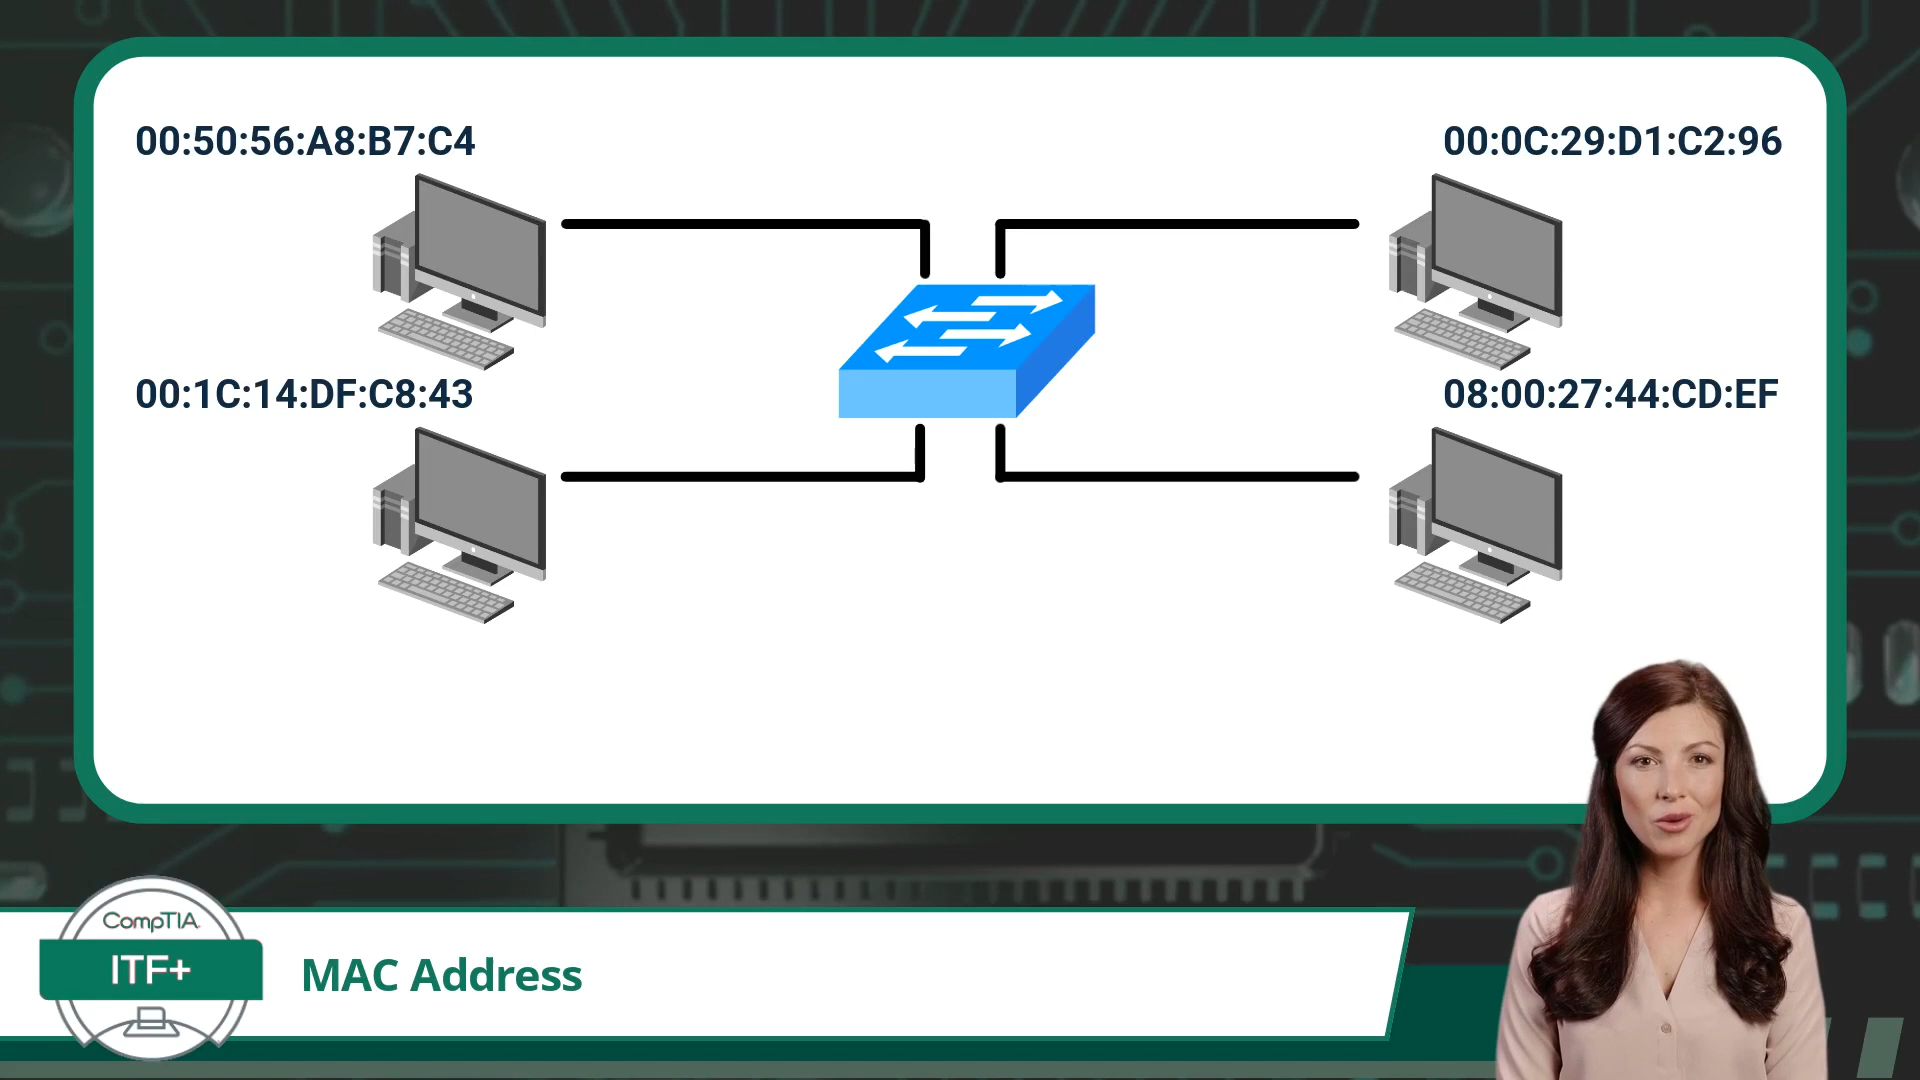 00:50:56:A8:B7:C4
00:0C:29:D1:C2:96
00:1C:14:DF:C8:43
08:00:27:44:CD:EF
CompTIA
ITF+
MAC Address